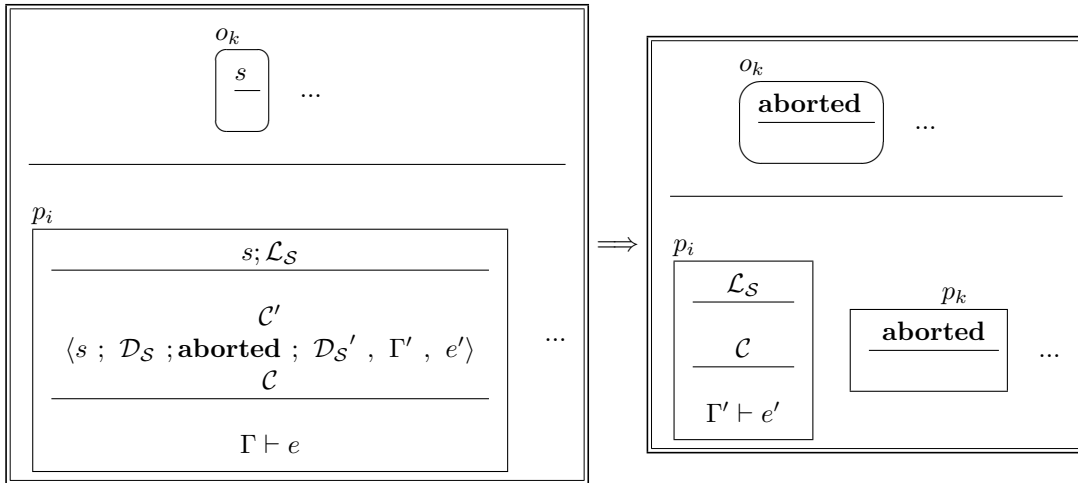 o_k
s
...
p_i
s; 𝓛_𝓢
𝒞′
⟨s ; 𝒟_𝓢 ; aborted ; 𝒟_𝓢′ , Γ′ , e′⟩
𝒞
...
Γ ⊢ e
⟹
o_k
aborted
...
p_i
𝓛_𝓢
𝒞
Γ′ ⊢ e′
p_k
aborted
...